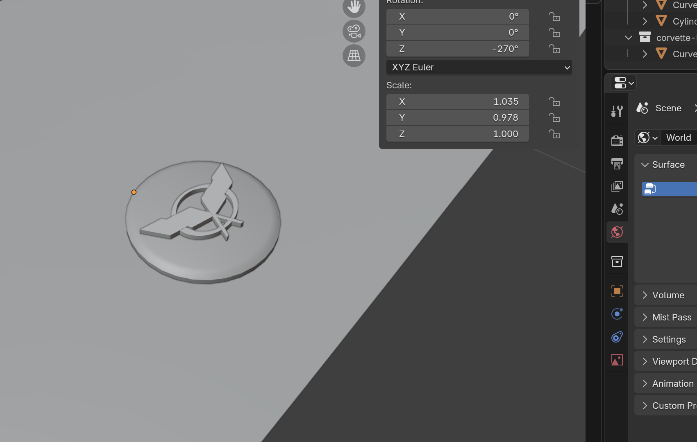 Rotation:
X 0°
Y 0°
Z -270°
XYZ Euler
Scale:
X 1.035
Y 0.978
Z 1.000
Curve
Cylin
corvette-
Curve
Scene
World
Surface
Volume
Mist Pass
Settings
Viewport D
Animation
Custom Pr